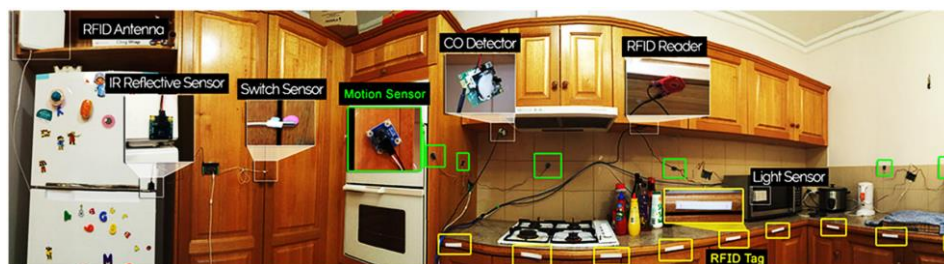 RFID Antenna
CO Detector
RFID Reader
IR Reflective Sensor
Switch Sensor
Motion Sensor
Light Sensor
RFID Tag